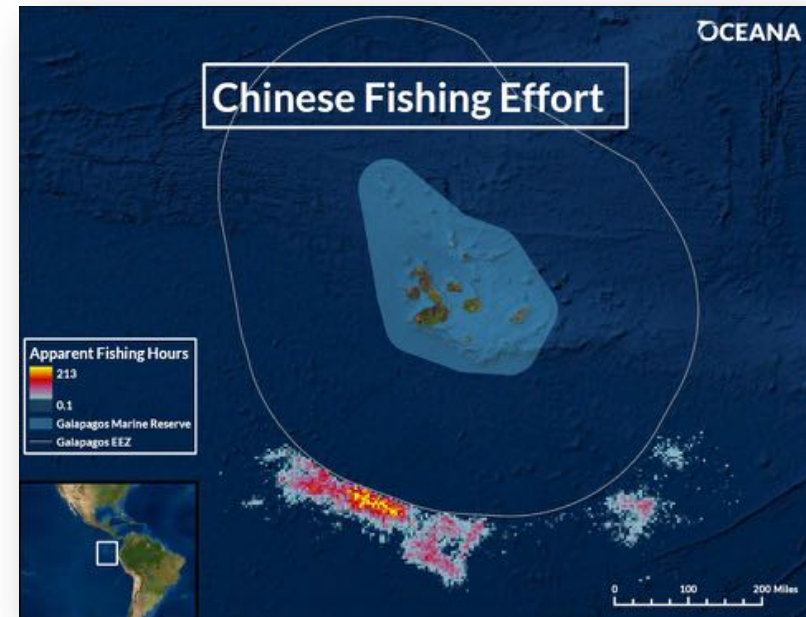 OCEANA
Chinese Fishing Effort
Apparent Fishing Hours
213
0.1
Galapagos Marine Reserve
Galapagos EEZ
0 100 200 Miles